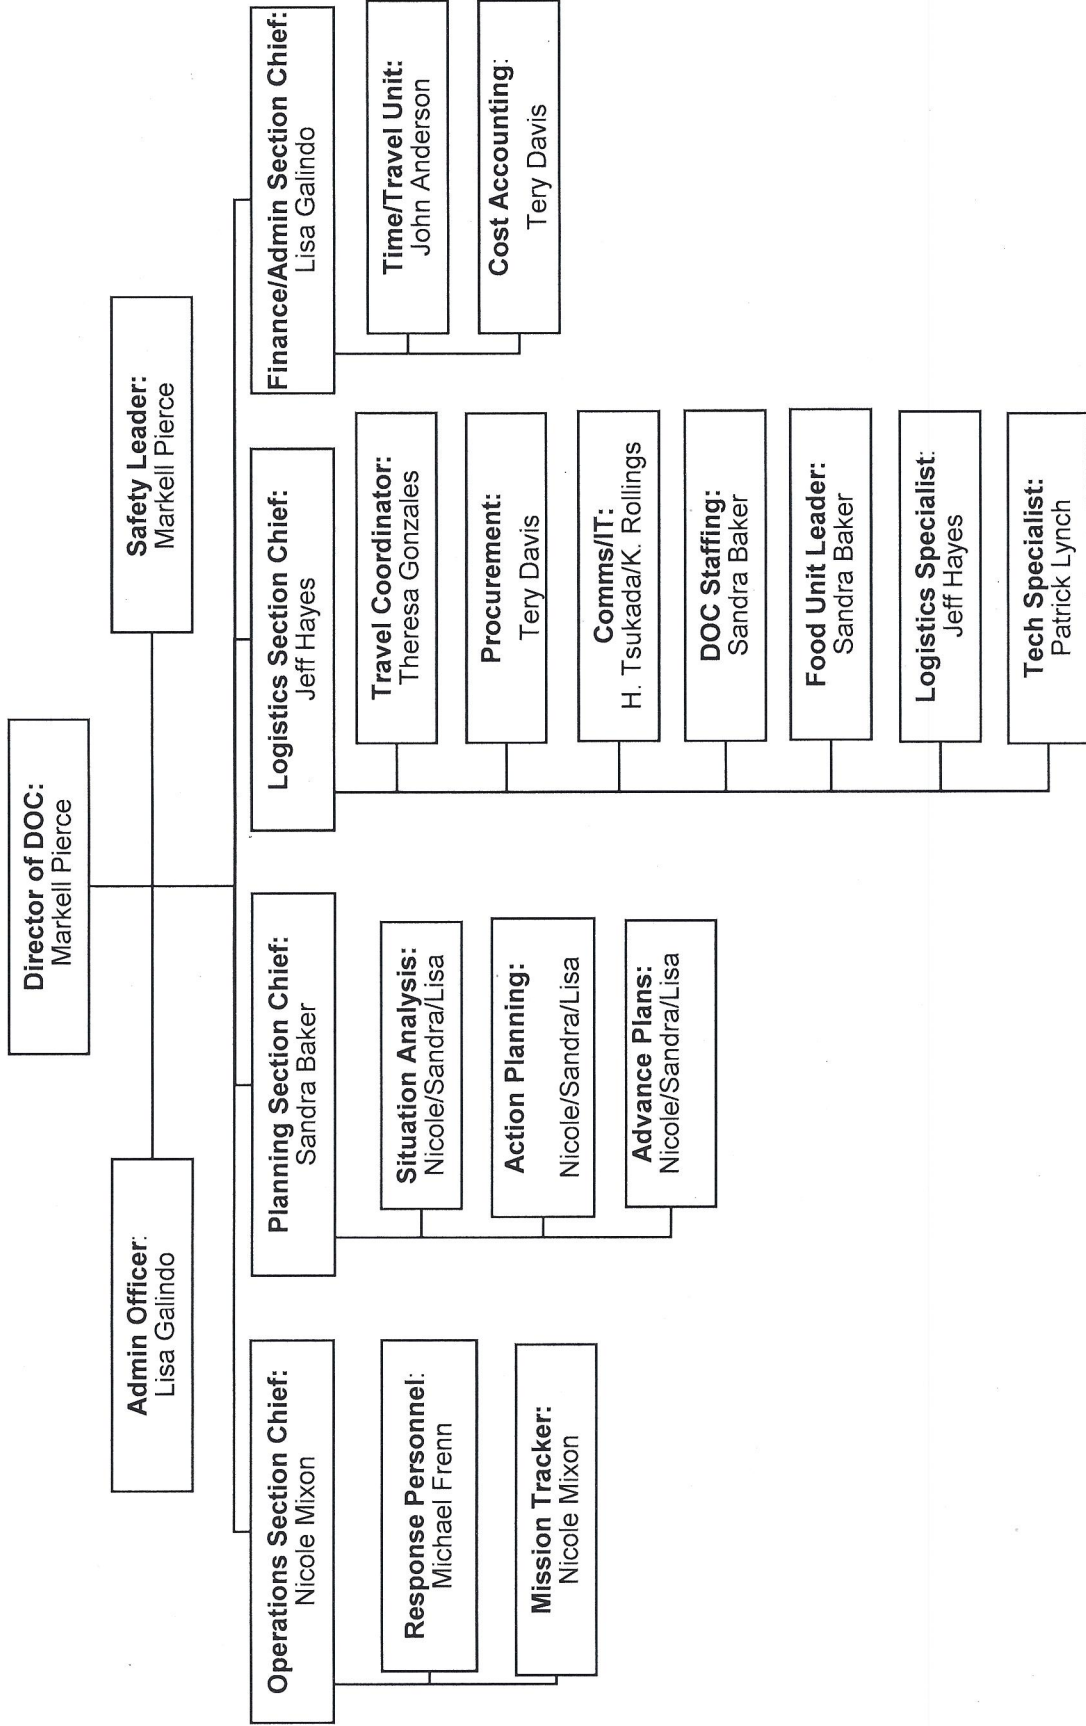 Director of DOC:
Markell Pierce
Admin Officer:
Lisa Galindo
Safety Leader:
Markell Pierce
Operations Section Chief:
Nicole Mixon
Response Personnel:
Michael Frenn
Mission Tracker:
Nicole Mixon
Planning Section Chief:
Sandra Baker
Situation Analysis:
Nicole/Sandra/Lisa
Action Planning:
Nicole/Sandra/Lisa
Advance Plans:
Nicole/Sandra/Lisa
Logistics Section Chief:
Jeff Hayes
Travel Coordinator:
Theresa Gonzales
Procurement:
Tery Davis
Comms/IT:
H. Tsukada/K. Rollings
DOC Staffing:
Sandra Baker
Food Unit Leader:
Sandra Baker
Logistics Specialist:
Jeff Hayes
Tech Specialist:
Patrick Lynch
Finance/Admin Section Chief:
Lisa Galindo
Time/Travel Unit:
John Anderson
Cost Accounting:
Tery Davis